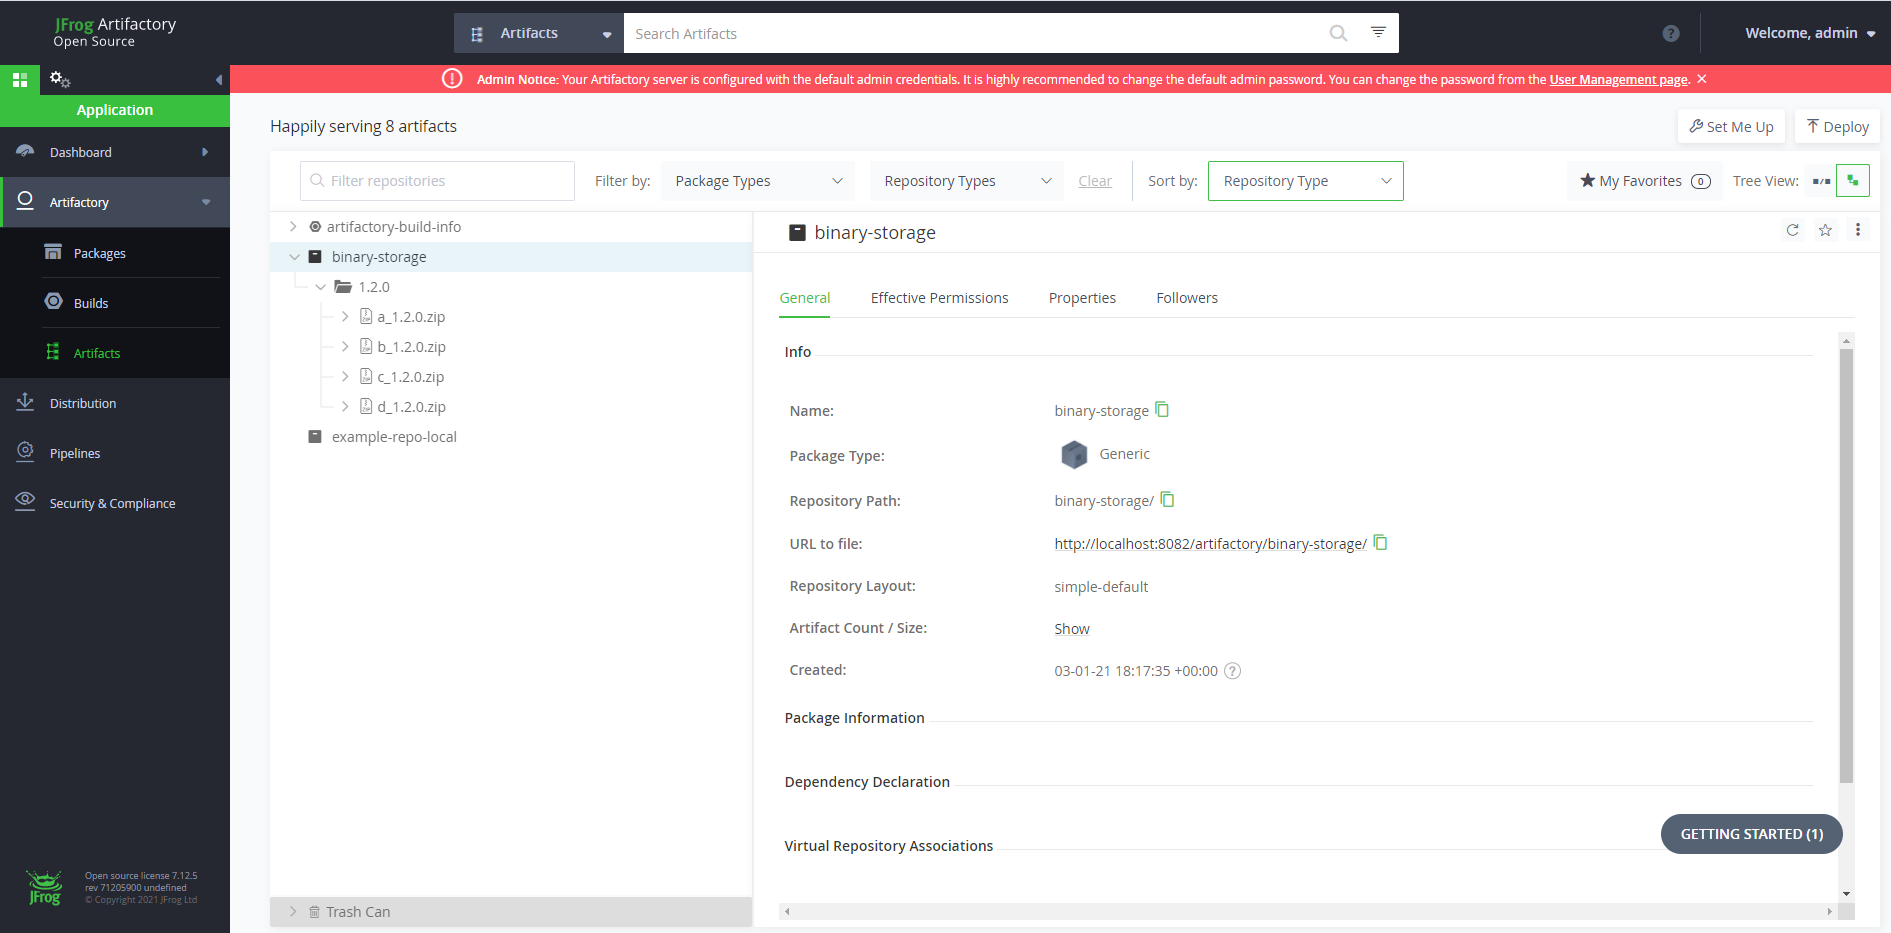 JFrog Artifactory
Open Source
Artifacts
Search Artifacts
?
Welcome, admin
Admin Notice: Your Artifactory server is configured with the default admin credentials. It is highly recommended to change the default admin password. You can change the password from the User Management page.
Application
Dashboard
Artifactory
Packages
Builds
Artifacts
Distribution
Pipelines
Security & Compliance
JFrog
Open source license 7.12.5
rev 71205900 undefined
© Copyright 2021 JFrog Ltd
Happily serving 8 artifacts
Set Me Up
Deploy
Filter repositories
Filter by:
Package Types
Repository Types
Clear
Sort by:
Repository Type
My Favorites 0
Tree View:
artifactory-build-info
binary-storage
1.2.0
a_1.2.0.zip
b_1.2.0.zip
c_1.2.0.zip
d_1.2.0.zip
example-repo-local
Trash Can
binary-storage
General
Effective Permissions
Properties
Followers
Info
Name: binary-storage
Package Type: Generic
Repository Path: binary-storage/
URL to file: http://localhost:8082/artifactory/binary-storage/
Repository Layout: simple-default
Artifact Count / Size: Show
Created: 03-01-21 18:17:35 +00:00 ?
Package Information
Dependency Declaration
Virtual Repository Associations
GETTING STARTED (1)